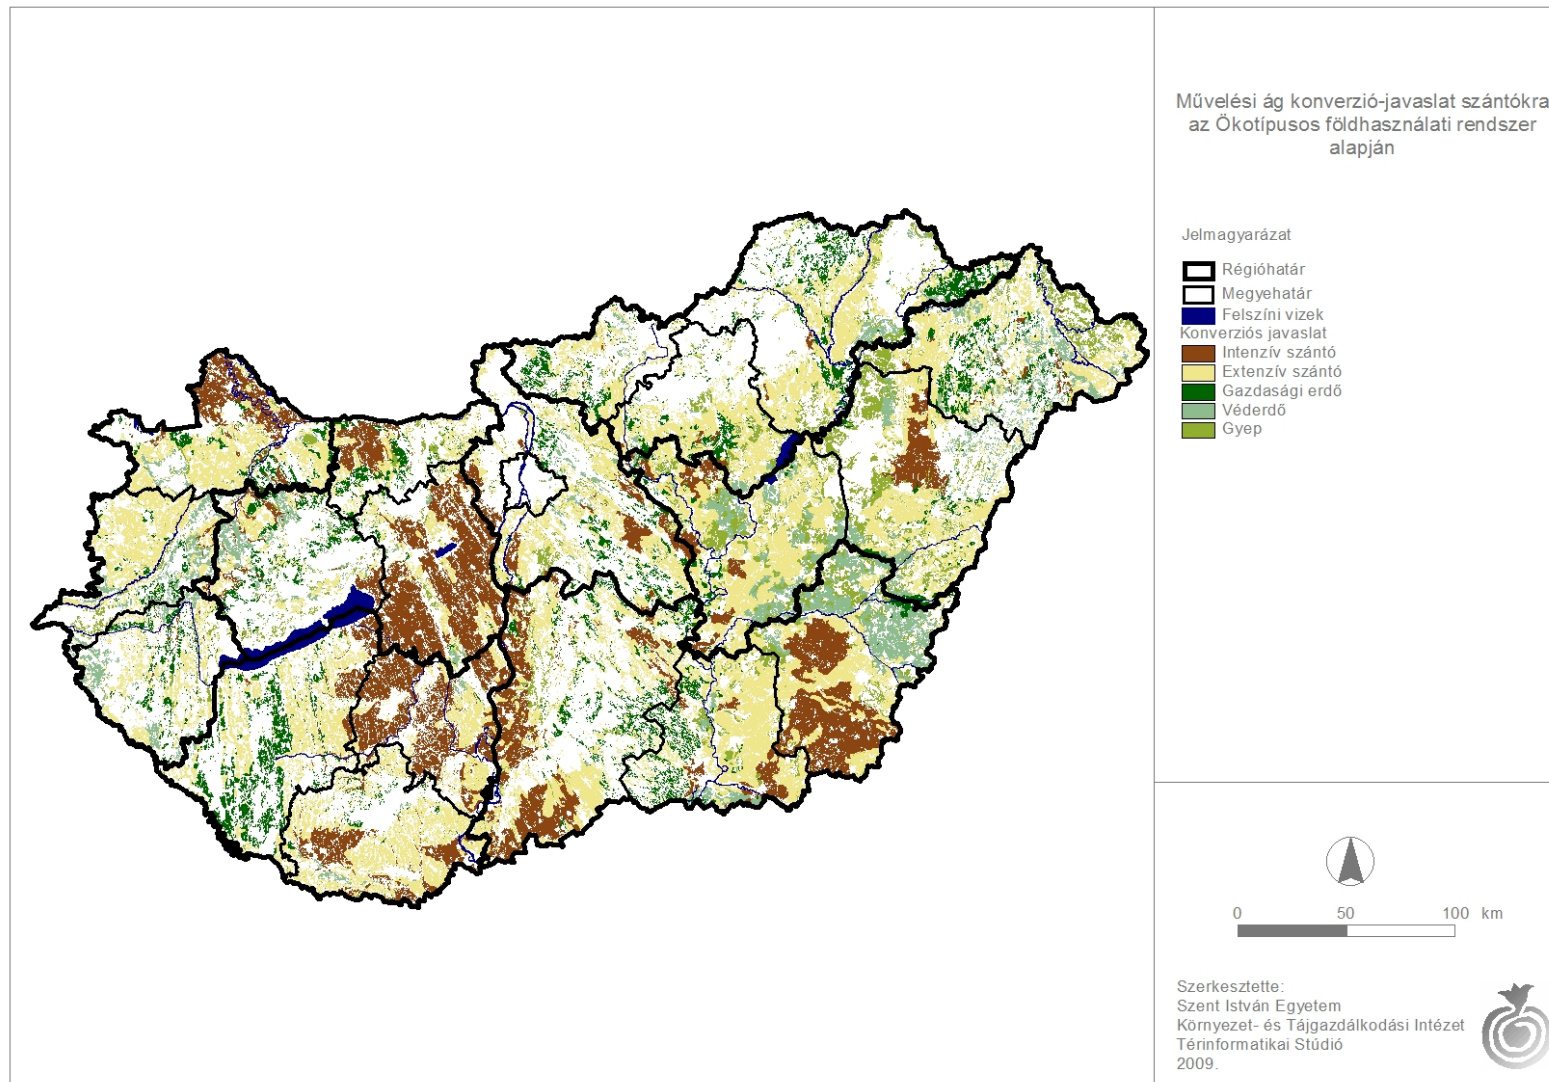 Művelési ág konverzió-javaslat szántókra
az Ökotípusos földhasználati rendszer
alapján
Jelmagyarázat
Régióhatár
Megyehatár
Felszíni vizek
Konverziós javaslat
Intenzív szántó
Extenzív szántó
Gazdasági erdő
Véderdő
Gyep
0 50 100 km
Szerkesztette:
Szent István Egyetem
Környezet- és Tájgazdálkodási Intézet
Térinformatikai Stúdió
2009.